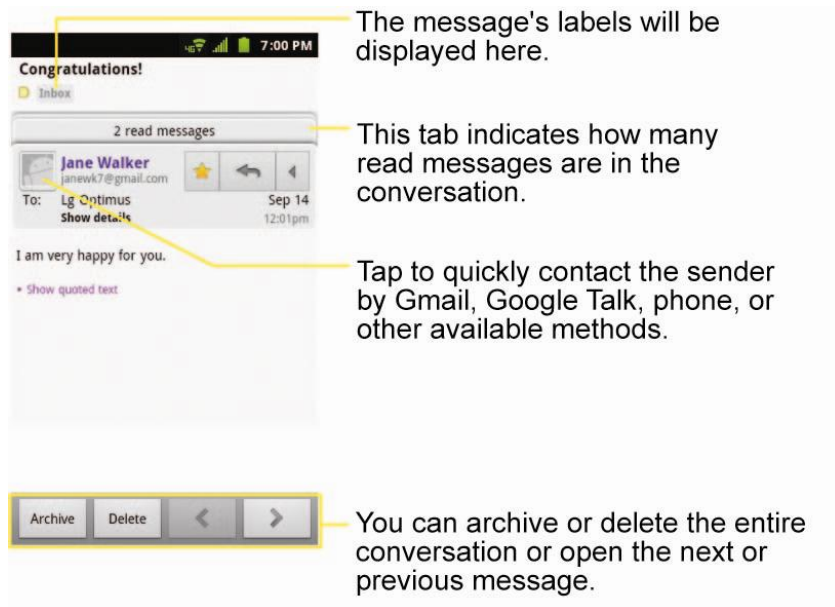 The message's labels will be
displayed here.
4G 7:00 PM
Congratulations!
Inbox
2 read messages
This tab indicates how many
read messages are in the
conversation.
Jane Walker
janewk7@gmail.com
To: Lg Optimus Sep 14
Show details 12:01pm
I am very happy for you.
Show quoted text
Tap to quickly contact the sender
by Gmail, Google Talk, phone, or
other available methods.
Archive Delete
You can archive or delete the entire
conversation or open the next or
previous message.